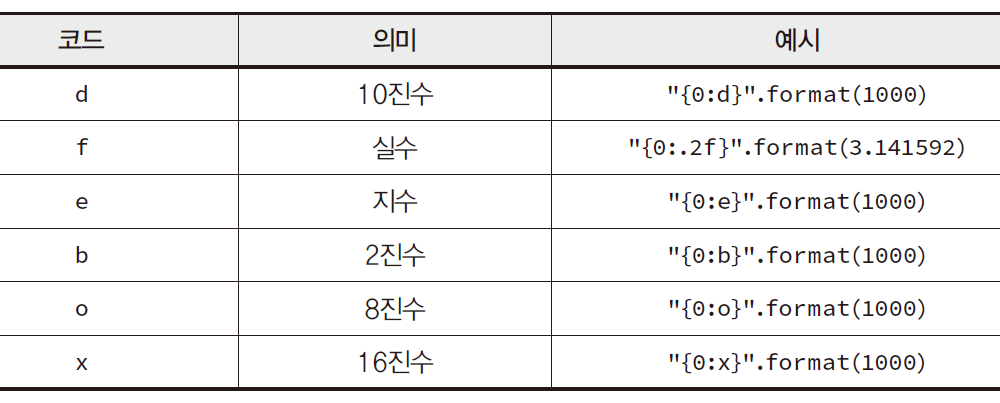 코드 의미 예시
d 10진수 "{0:d}".format(1000)
f 실수 "{0:.2f}".format(3.141592)
e 지수 "{0:e}".format(1000)
b 2진수 "{0:b}".format(1000)
o 8진수 "{0:o}".format(1000)
x 16진수 "{0:x}".format(1000)